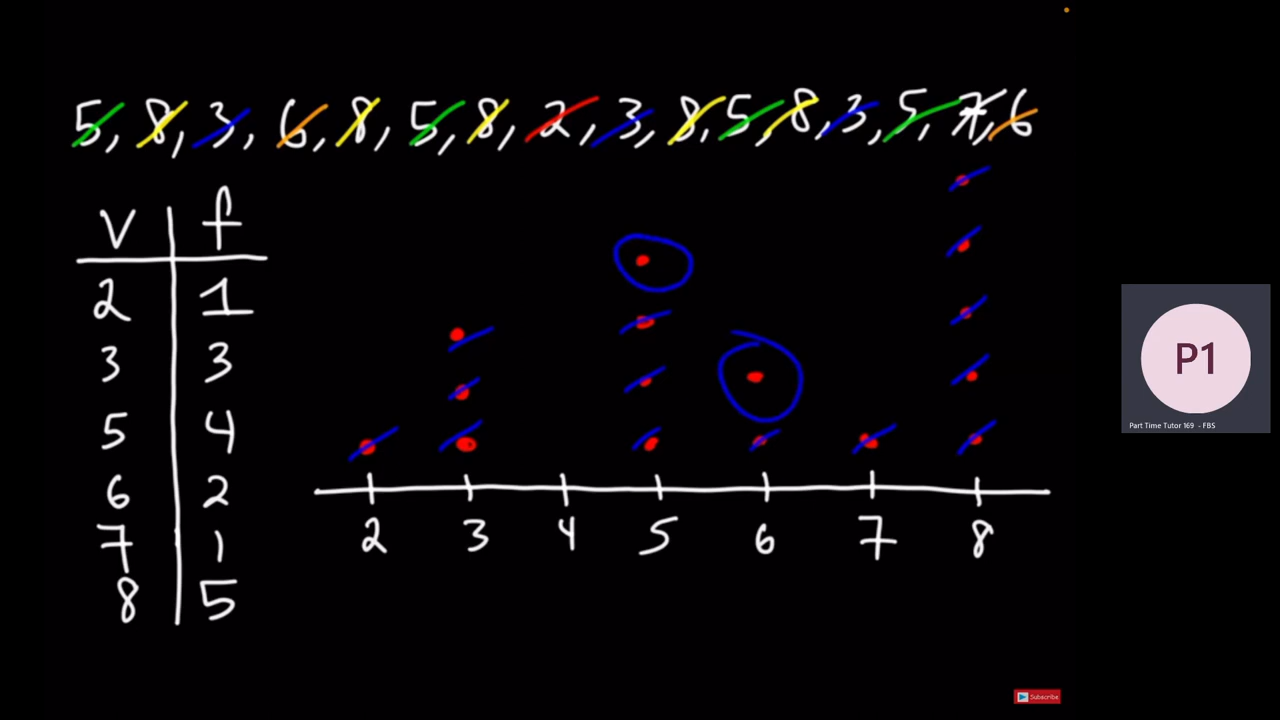 5, 8, 3, 6, 8, 5, 8, 2, 3, 8, 5, 8, 3, 5, 7, 6
V f
2 1
3 3
5 4
6 2
7 1
8 5
2 3 4 5 6 7 8
P1
Part Time Tutor 169 - FBS
Subscribe